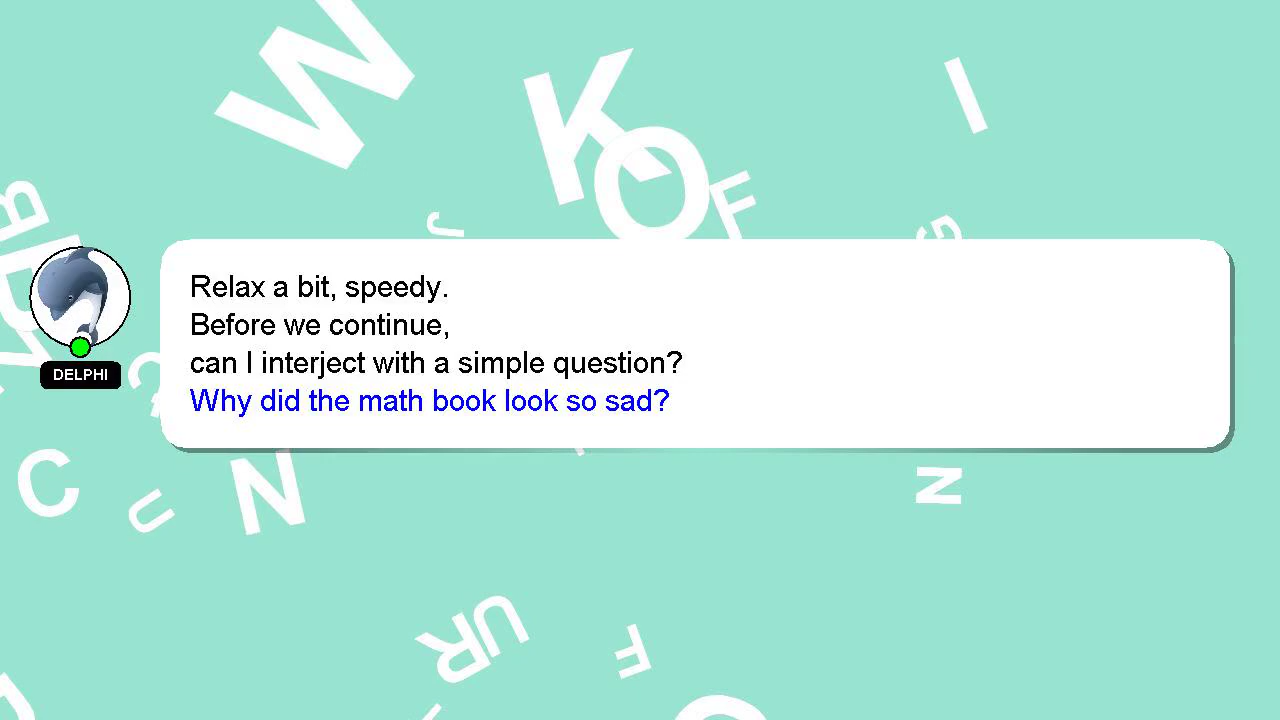 W
K
O
I
F
J
G
B
Relax a bit, speedy.
Before we continue,
can I interject with a simple question?
Why did the math book look so sad?
DELPHI
C
N
U
N
U
R
F